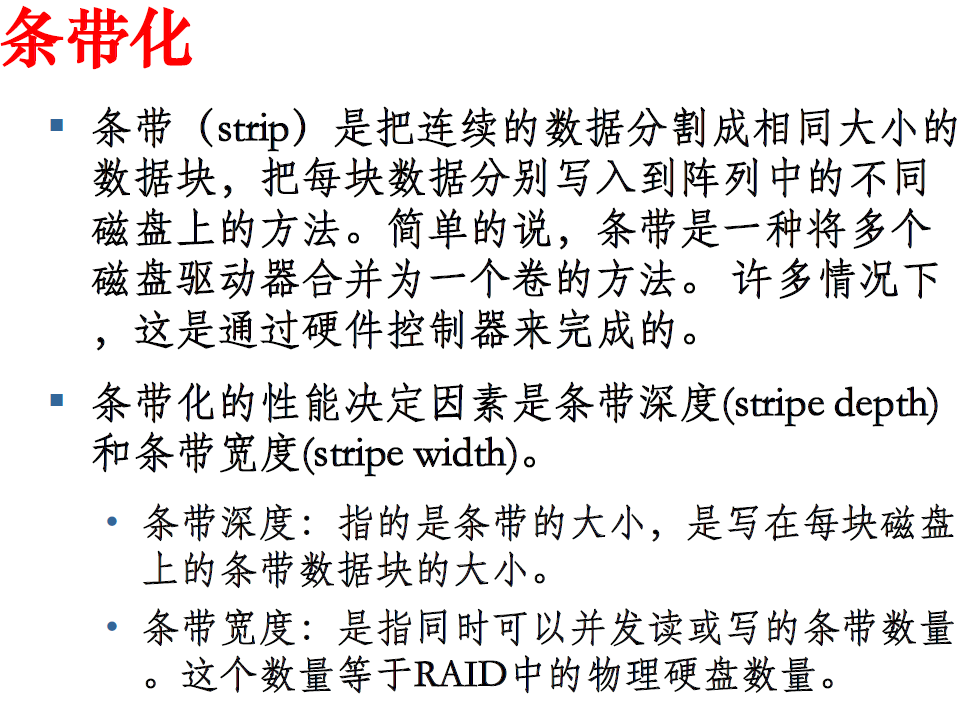 条带化
条带（strip）是把连续的数据分割成相同大小的
数据块，把每块数据分别写入到阵列中的不同
磁盘上的方法。简单的说，条带是一种将多个
磁盘驱动器合并为一个卷的方法。 许多情况下
，这是通过硬件控制器来完成的。
条带化的性能决定因素是条带深度(stripe depth)
和条带宽度(stripe width)。
条带深度：指的是条带的大小，是写在每块磁盘
上的条带数据块的大小。
条带宽度：是指同时可以并发读或写的条带数量
。这个数量等于RAID中的物理硬盘数量。